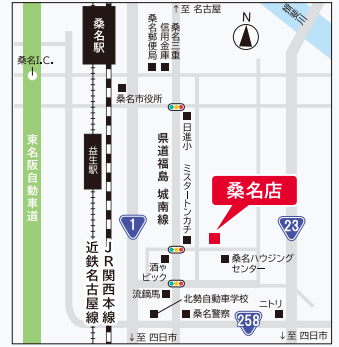 ↑至 名古屋
桑名郵便局
信用金庫
桑名三重
揖斐川
N
桑名駅
桑名I.C.
桑名市役所
日進小
東名阪自動車道
益生駅
県道福島 城南線
ミスタートンカチ
桑名店
1
23
近鉄名古屋線
JR関西本線
酒や
ビック
桑名ハウジング
センター
流鏑馬
北勢自動車学校
ニトリ
桑名警察
258
↓至 四日市
↓至 四日市